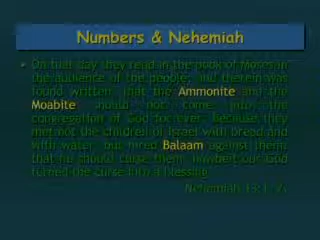 Numbers & Nehemiah
On that day they read in the book of Moses in
the audience of the people; and therein was
found written, that the Ammonite and the
Moabite should not come into the
congregation of God for ever; Because they
met not the children of Israel with bread and
with water, but hired Balaam against them,
that he should curse them: howbeit our God
turned the curse into a blessing.
Nehemiah 13:1, 2